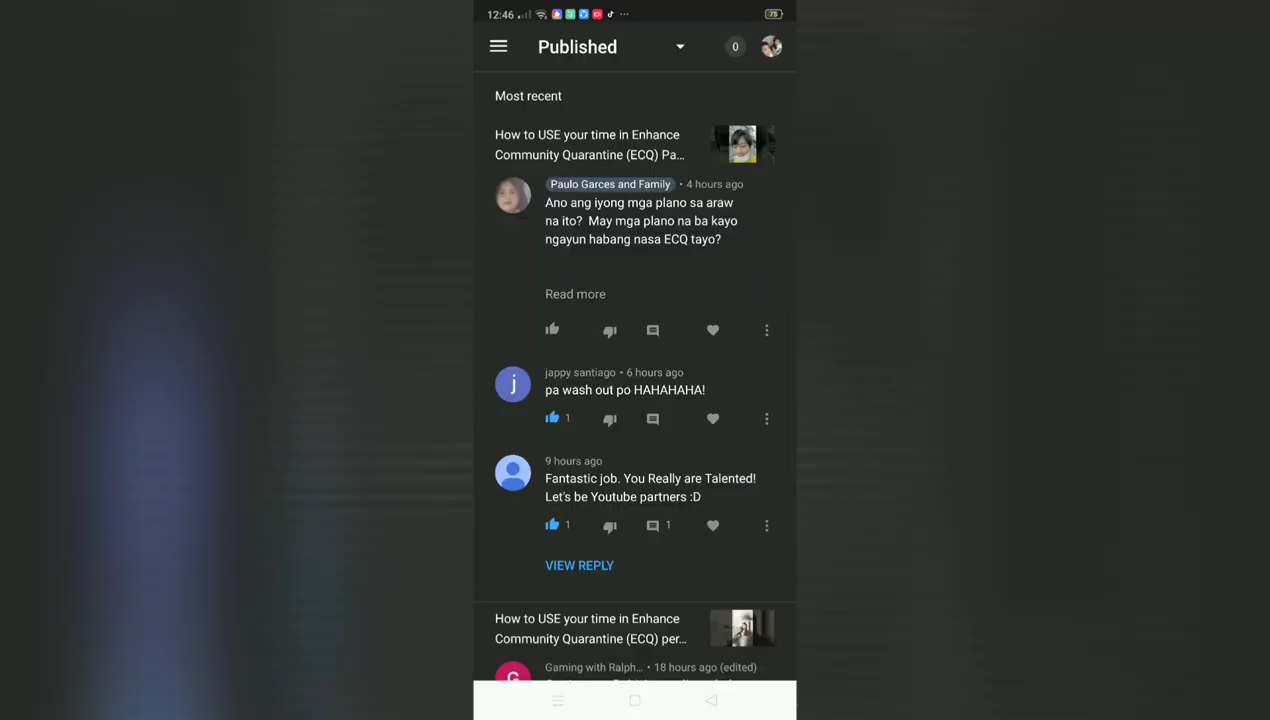 12:46
75
Published
0
Most recent
How to USE your time in Enhance
Community Quarantine (ECQ) Pa...
Paulo Garces and Family • 4 hours ago
Ano ang iyong mga plano sa araw
na ito? May mga plano na ba kayo
ngayun habang nasa ECQ tayo?
Read more
j
jappy santiago • 6 hours ago
pa wash out po HAHAHAHA!
1
9 hours ago
Fantastic job. You Really are Talented!
Let's be Youtube partners :D
1 1
VIEW REPLY
How to USE your time in Enhance
Community Quarantine (ECQ) per...
G
Gaming with Ralph... • 18 hours ago (edited)